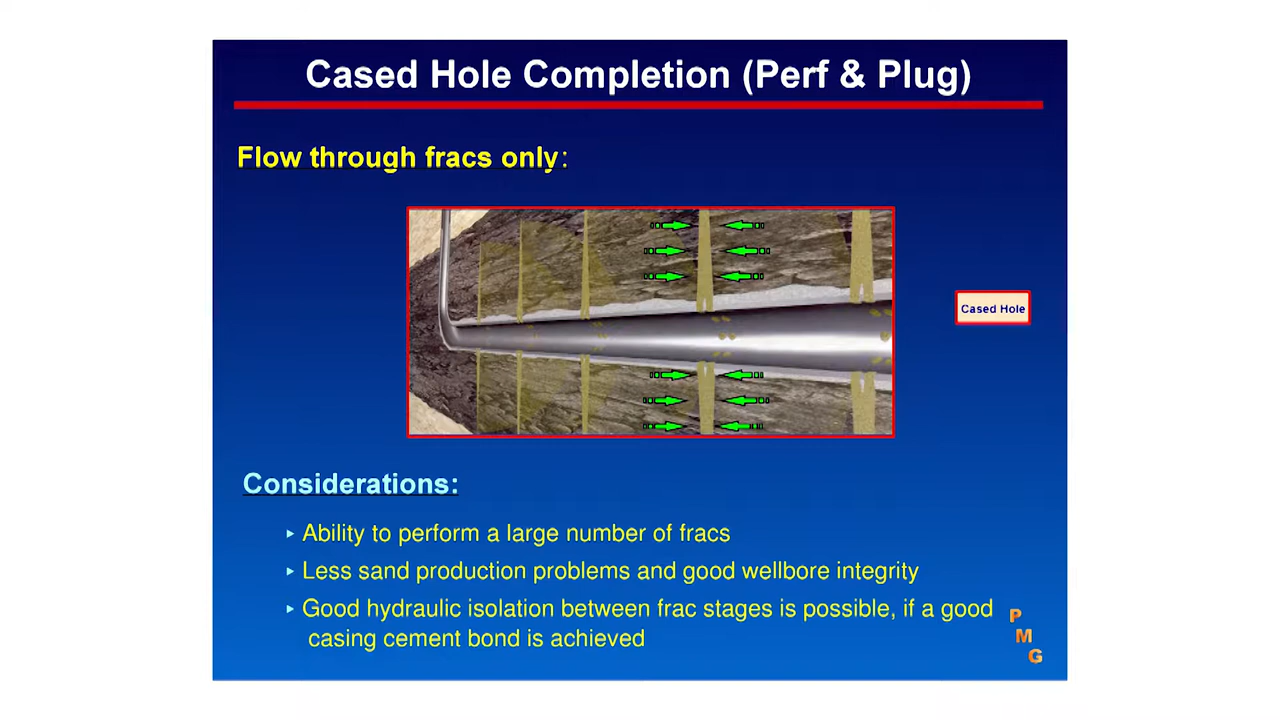 Cased Hole Completion (Perf & Plug)
Flow through fracs only:
Cased Hole
Considerations:
Ability to perform a large number of fracs
Less sand production problems and good wellbore integrity
Good hydraulic isolation between frac stages is possible, if a good
casing cement bond is achieved
P
M
G